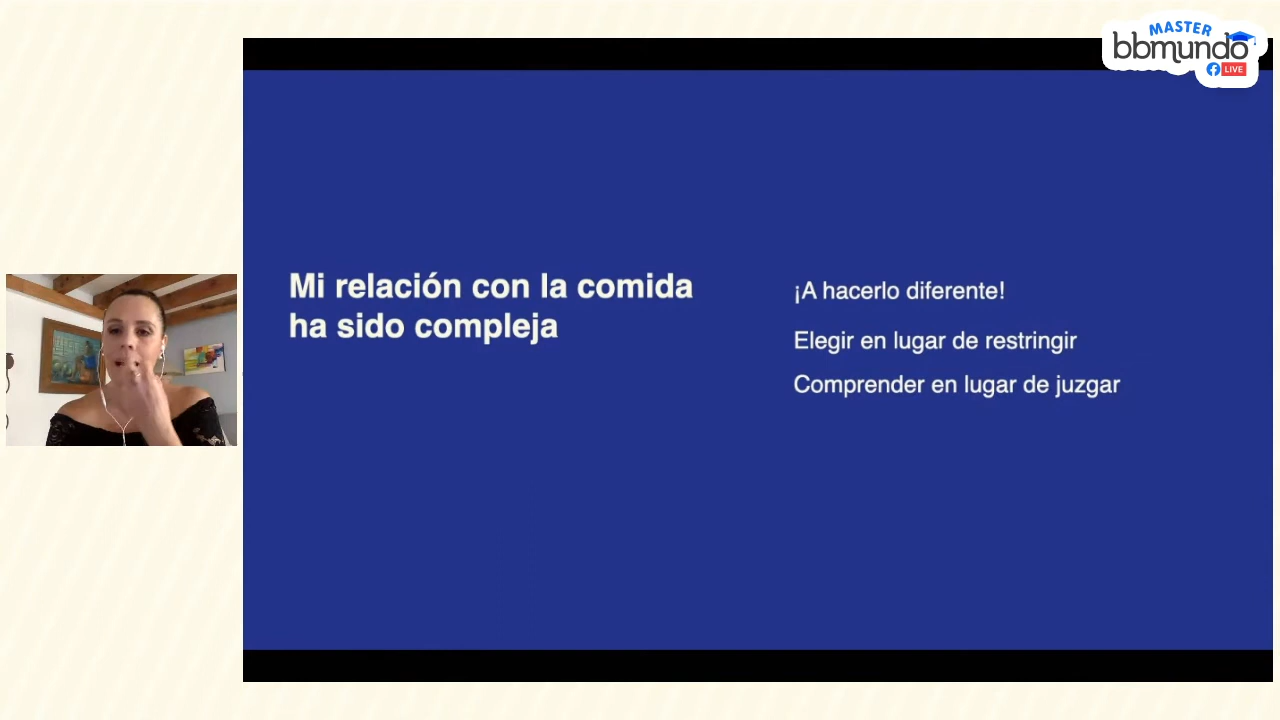 MASTER
bbmundo
LIVE
Mi relación con la comida
ha sido compleja
¡A hacerlo diferente!
Elegir en lugar de restringir
Comprender en lugar de juzgar